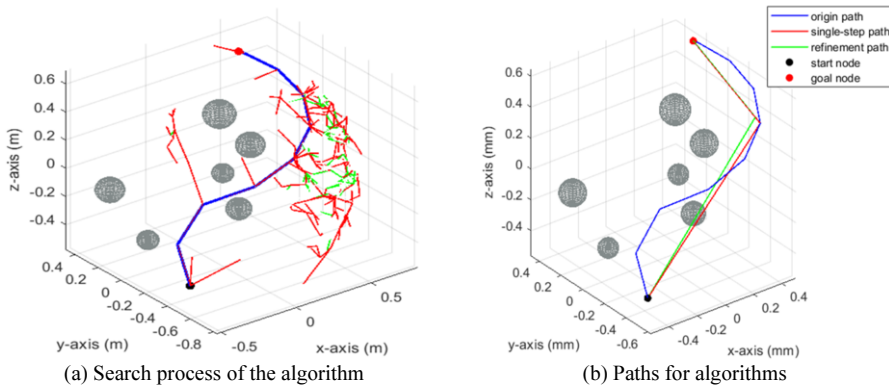 0.6
0.4
0.2
0
-0.2
-0.4
z-axis (m)
0.4
0.2
0
-0.2
-0.4
-0.6
-0.8
y-axis (m)
-0.5
0
0.5
x-axis (m)
(a) Search process of the algorithm
origin path
single-step path
refinement path
start node
goal node
0.6
0.4
0.2
0
-0.2
-0.4
z-axis (mm)
0.4
0.2
0
-0.2
-0.4
-0.6
y-axis (mm)
-0.6
-0.4
-0.2
0
0.2
0.4
x-axis (mm)
(b) Paths for algorithms